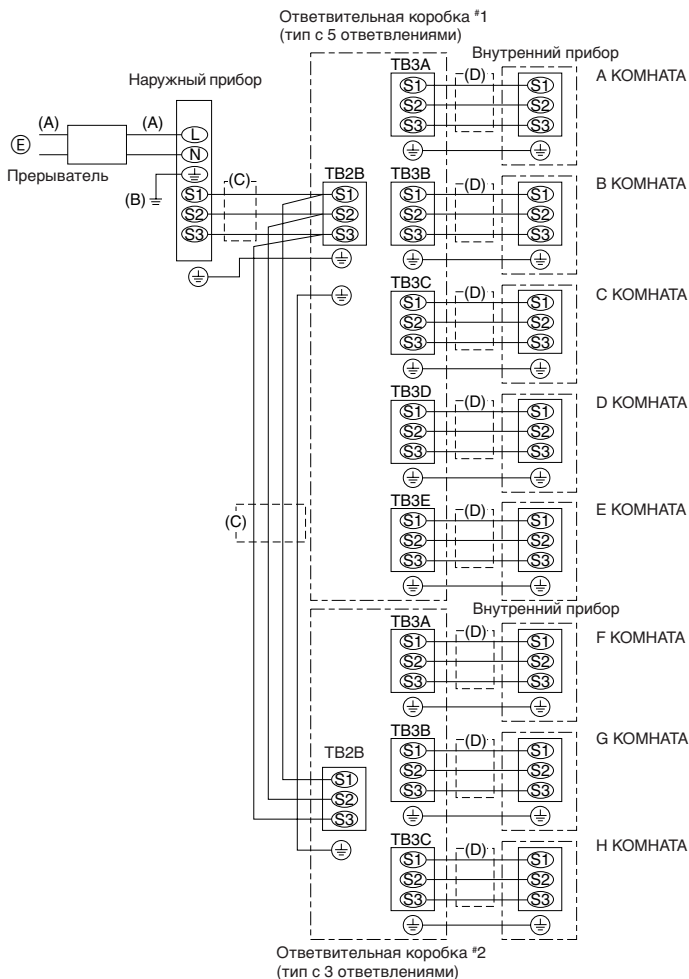 Ответвительная коробка #1
(тип с 5 ответвлениями)
Внутренний прибор
Наружный прибор
TB3A
(D)
S1
S1
S2
S2
S3
S3
A КОМНАТА
(A)
(A)
E
L
N
Прерыватель
(B)
S1
S2
S3
(C)
TB2B
S1
S2
S3
TB3B
(D)
S1
S1
S2
S2
S3
S3
B КОМНАТА
TB3C
(D)
S1
S1
S2
S2
S3
S3
C КОМНАТА
TB3D
(D)
S1
S1
S2
S2
S3
S3
D КОМНАТА
(C)
TB3E
(D)
S1
S1
S2
S2
S3
S3
E КОМНАТА
Внутренний прибор
TB3A
(D)
S1
S1
S2
S2
S3
S3
F КОМНАТА
TB2B
S1
S2
S3
TB3B
(D)
S1
S1
S2
S2
S3
S3
G КОМНАТА
TB3C
(D)
S1
S1
S2
S2
S3
S3
H КОМНАТА
Ответвительная коробка #2
(тип с 3 ответвлениями)